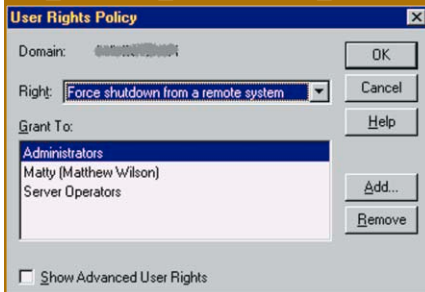 User Rights Policy
Domain:
OK
Right: Force shutdown from a remote system
Cancel
Grant To:
Help
Administrators
Matty (Matthew Wilson)
Server Operators
Add...
Remove
Show Advanced User Rights